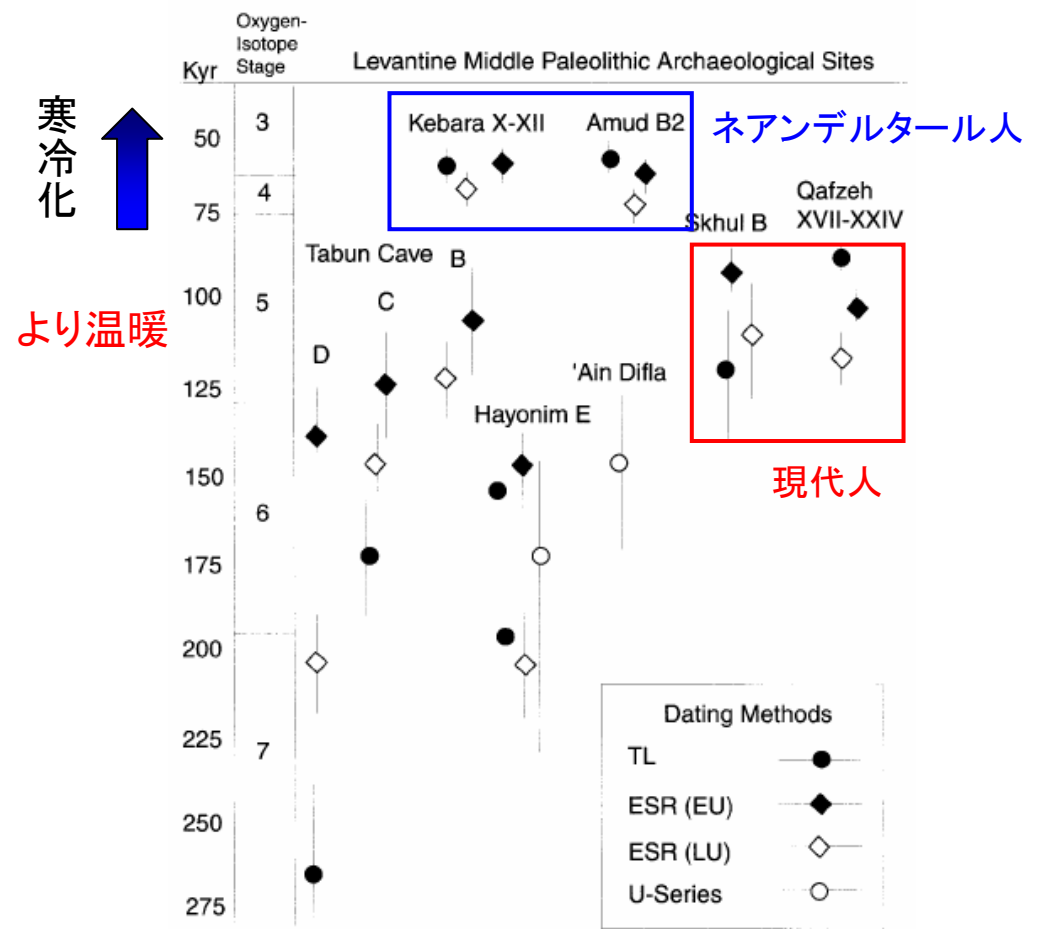 Oxygen-
Isotope
Stage
Kyr
Levantine Middle Paleolithic Archaeological Sites
寒冷化
3
50
Kebara X-XII
Amud B2
ネアンデルタール人
4
75
Qafzeh
XVII-XXIV
Skhul B
Tabun Cave
B
100
5
C
より温暖
D
125
'Ain Difla
Hayonim E
150
現代人
6
175
200
225
7
250
275
Dating Methods
TL
ESR (EU)
ESR (LU)
U-Series